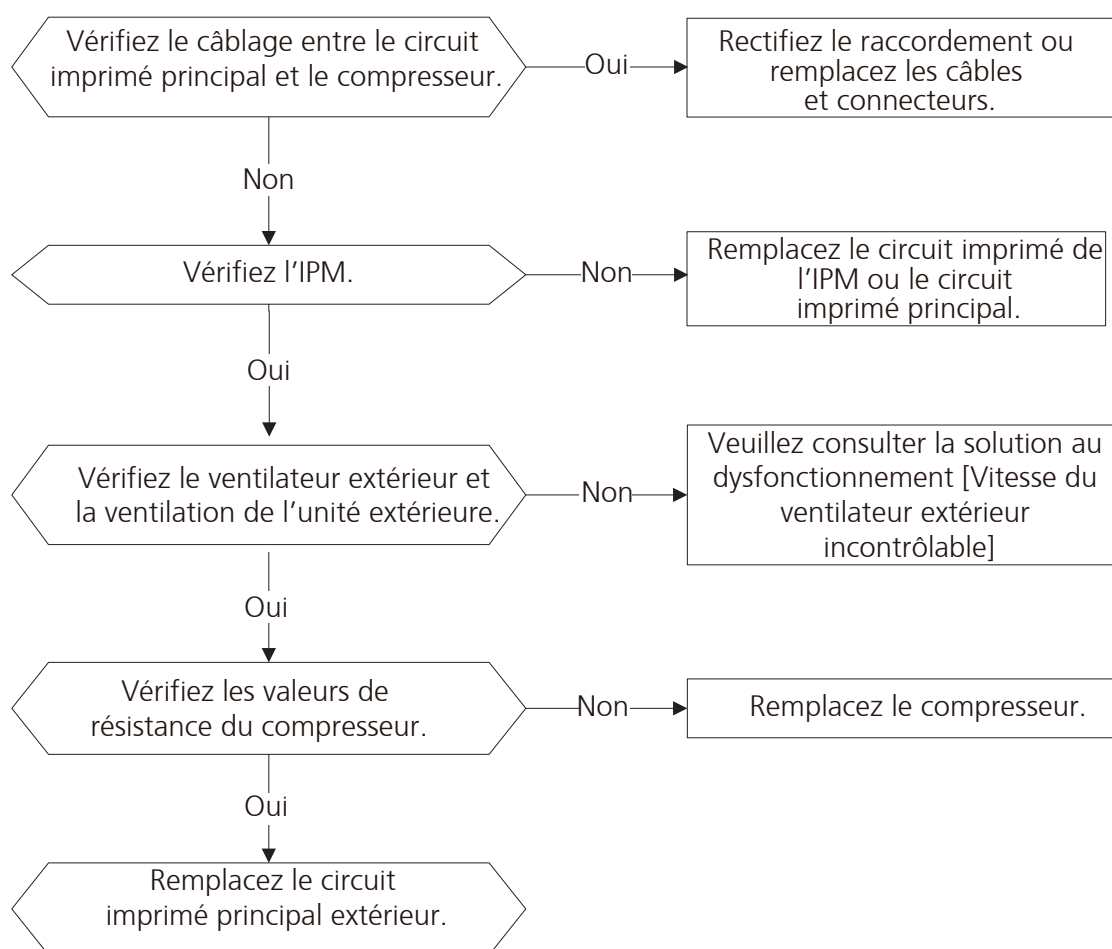 Vérifiez le câblage entre le circuit
imprimé principal et le compresseur.
Oui
Rectifiez le raccordement ou
remplacez les câbles
et connecteurs.
Non
Vérifiez l'IPM.
Non
Remplacez le circuit imprimé de
l'IPM ou le circuit
imprimé principal.
Oui
Vérifiez le ventilateur extérieur et
la ventilation de l'unité extérieure.
Non
Veuillez consulter la solution au
dysfonctionnement [Vitesse du
ventilateur extérieur
incontrôlable]
Oui
Vérifiez les valeurs de
résistance du compresseur.
Non
Remplacez le compresseur.
Oui
Remplacez le circuit
imprimé principal extérieur.